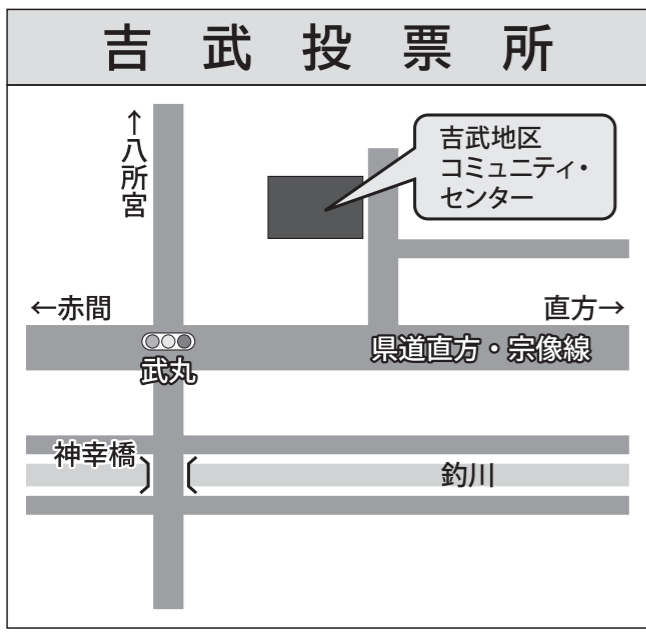 吉武投票所
↑八所宮
吉武地区
コミュニティ・
センター
←赤間
直方→
武丸
県道直方・宗像線
神幸橋
釣川